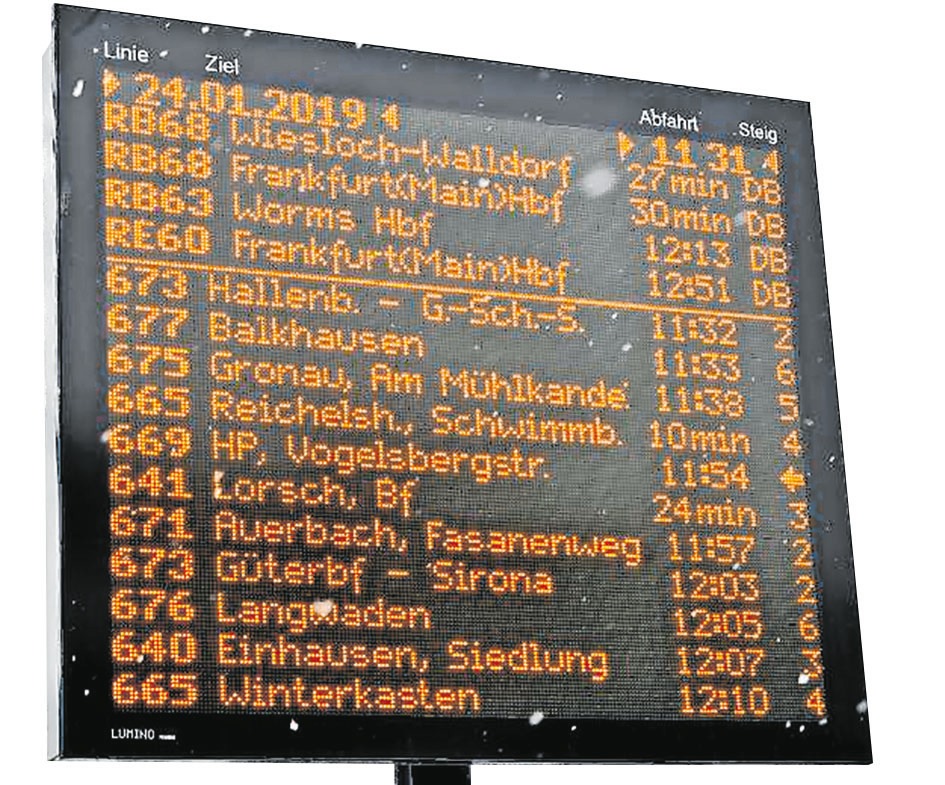 Linie Ziel Abfahrt Steig
24.01.2019 11.31
RB68 Wiesloch-Walldorf 27min DB
RB68 Frankfurt(Main)Hbf 30min DB
RB63 Worms Hbf 12:13 DB
RE60 Frankfurt(Main)Hbf 12:51 DB
673 Hallenb. - G.-Sch.-S. 11:32 2
677 Balkhausen 11:33 6
675 Gronau, Am Mühlkande 11:38 5
665 Reichelsh., Schwimmb. 10min 4
669 HP, Vogelsbergstr. 11:54
641 Lorsch, Bf 24min 3
671 Auerbach, Fasanenweg 11:57 2
673 Güterbf - Sirona 12:03 2
676 Langwaden 12:05 6
640 Einhausen, Siedlung 12:07 3
665 Winterkasten 12:10 4
LUMINO